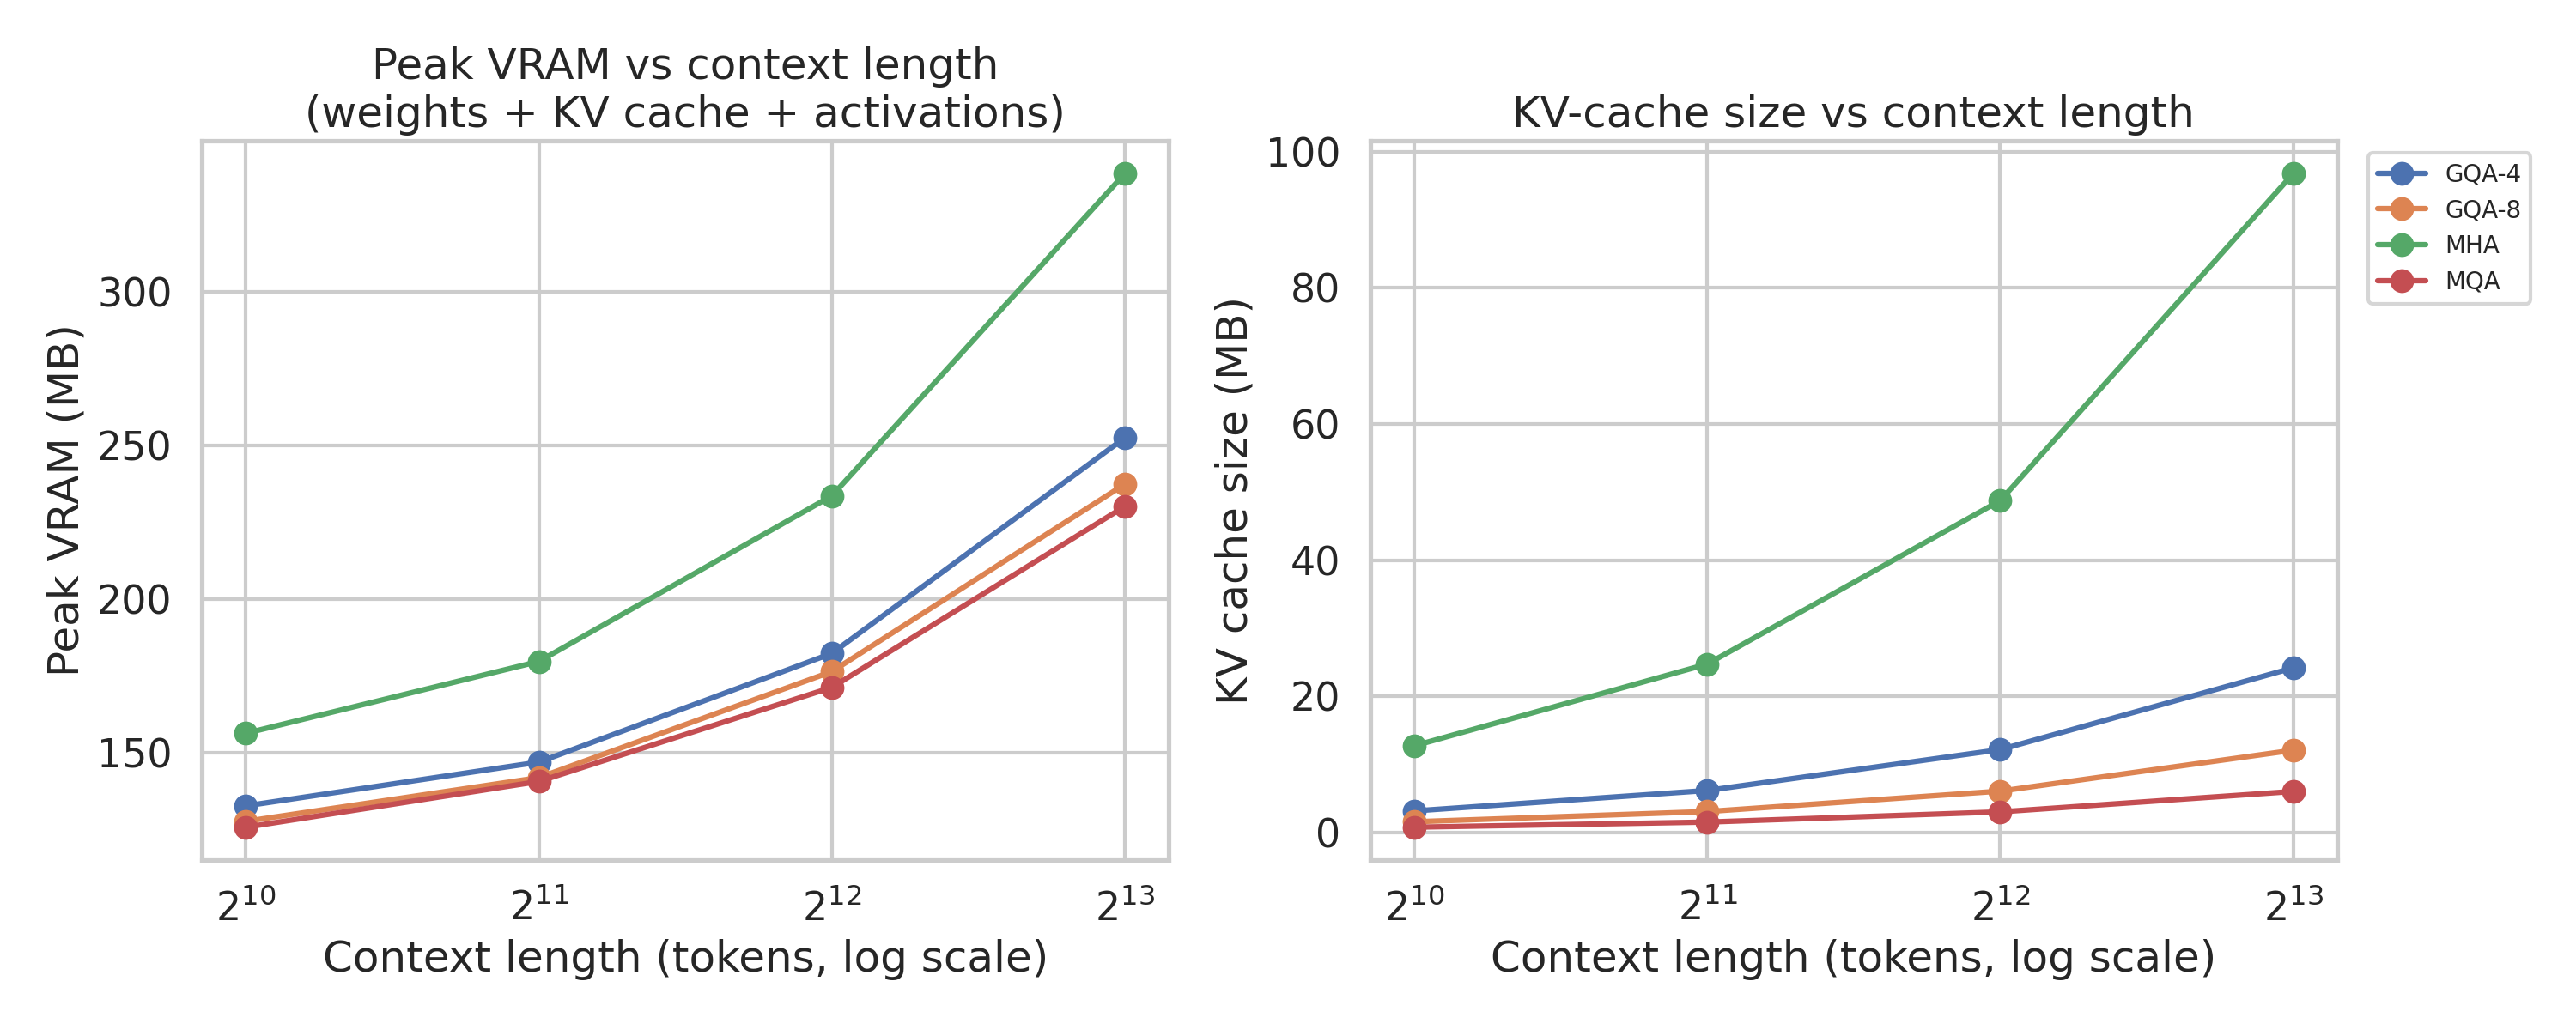 Peak VRAM vs context length
(weights + KV cache + activations)
Peak VRAM (MB)
300
250
200
150
2^10
2^11
2^12
2^13
Context length (tokens, log scale)
KV-cache size vs context length
KV cache size (MB)
100
80
60
40
20
0
2^10
2^11
2^12
2^13
Context length (tokens, log scale)
GQA-4
GQA-8
MHA
MQA